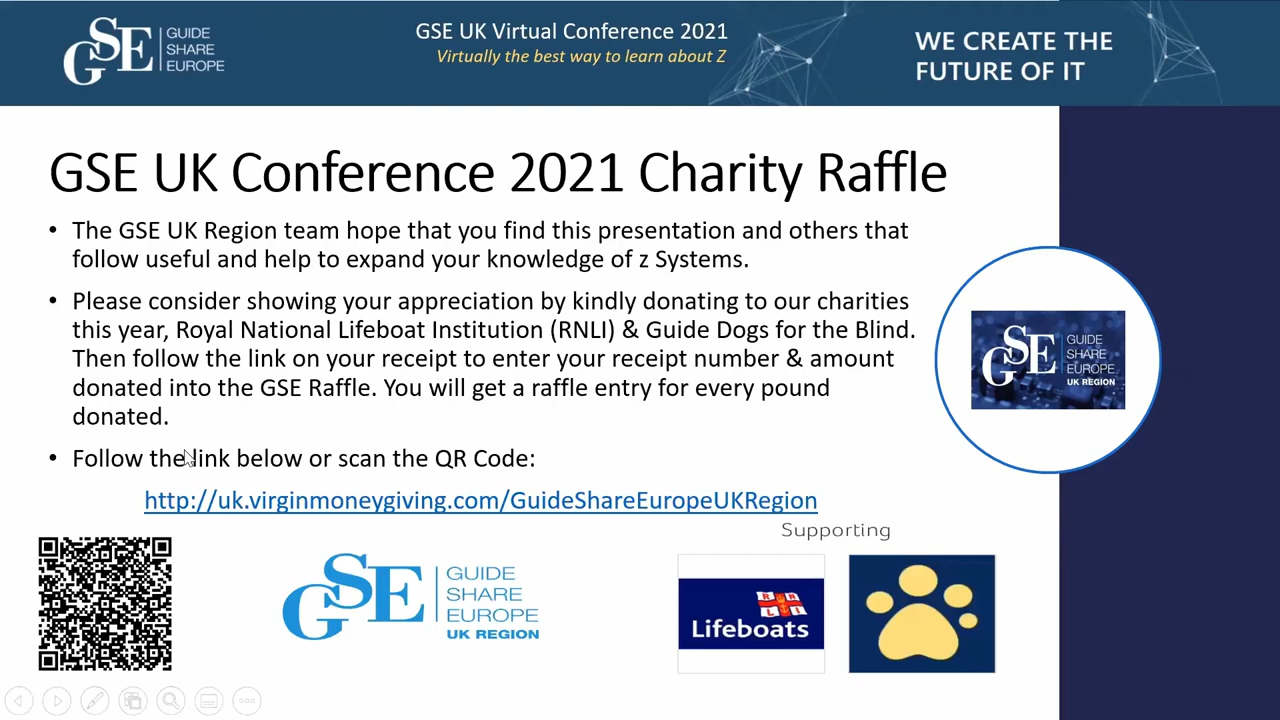 GSE GUIDE SHARE EUROPE
GSE UK Virtual Conference 2021
Virtually the best way to learn about Z
WE CREATE THE
FUTURE OF IT
GSE UK Conference 2021 Charity Raffle
• The GSE UK Region team hope that you find this presentation and others that
follow useful and help to expand your knowledge of z Systems.
• Please consider showing your appreciation by kindly donating to our charities
this year, Royal National Lifeboat Institution (RNLI) & Guide Dogs for the Blind.
Then follow the link on your receipt to enter your receipt number & amount
donated into the GSE Raffle. You will get a raffle entry for every pound
donated.
GSE
GUIDE
SHARE
EUROPE
UK REGION
• Follow the link below or scan the QR Code:
http://uk.virginmoneygiving.com/GuideShareEuropeUKRegion
Supporting
GSE
GUIDE
SHARE
EUROPE
UK REGION
RNLI
Lifeboats